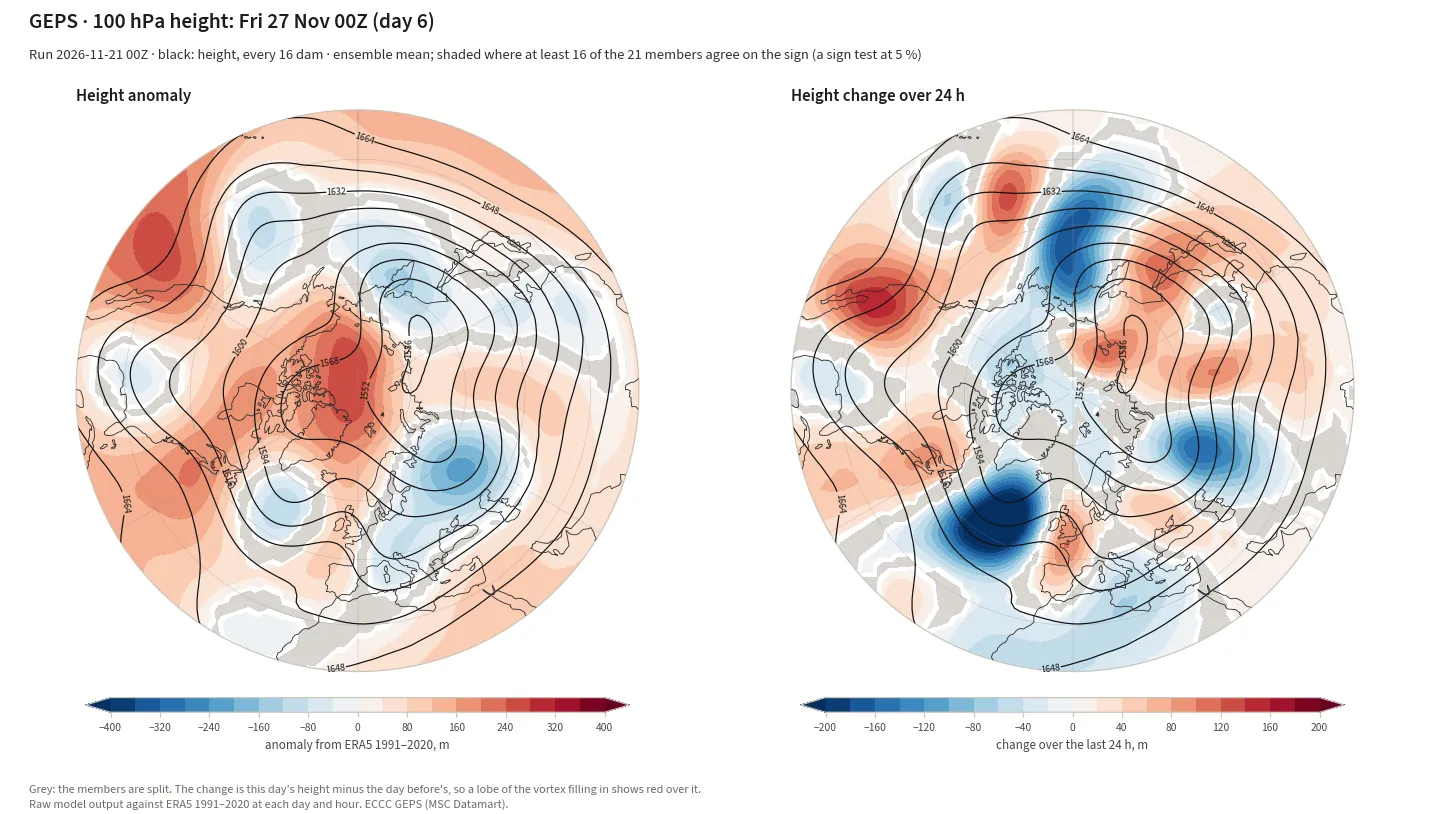 GEPS · 100 hPa height: Fri 27 Nov 00Z (day 6)
Run 2026-11-21 00Z · black: height, every 16 dam · ensemble mean; shaded where at least 16 of the 21 members agree on the sign (a sign test at 5 %)
Height anomaly
Height change over 24 h
1664
1632
1648
1600
1568
1536
1552
1584
1664
1648
1664
1632
1648
1600
1568
1536
1552
1584
1664
1648
−400 −320 −240 −160 −80 0 80 160 240 320 400
anomaly from ERA5 1991–2020, m
−200 −160 −120 −80 −40 0 40 80 120 160 200
change over the last 24 h, m
Grey: the members are split. The change is this day's height minus the day before's, so a lobe of the vortex filling in shows red over it.
Raw model output against ERA5 1991–2020 at each day and hour. ECCC GEPS (MSC Datamart).